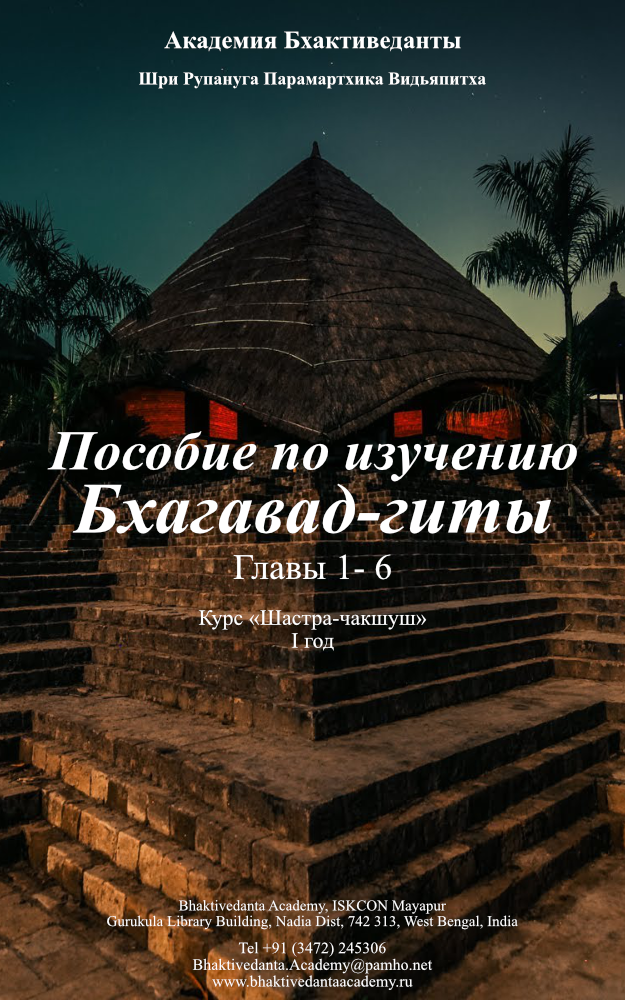 Академия Бхактиведанты
Шри Рупануга Парамартхика Видьяпитха
Пособие по изучению
Бхагавад-гиты
Главы 1- 6
Курс «Шастра-чакшуш»
I год
Bhaktivedanta Academy, ISKCON Mayapur
Gurukula Library Building, Nadia Dist, 742 313, West Bengal, India
Tel +91 (3472) 245306
Bhaktivedanta.Academy@pamho.net
www.bhaktivedantaacademy.ru